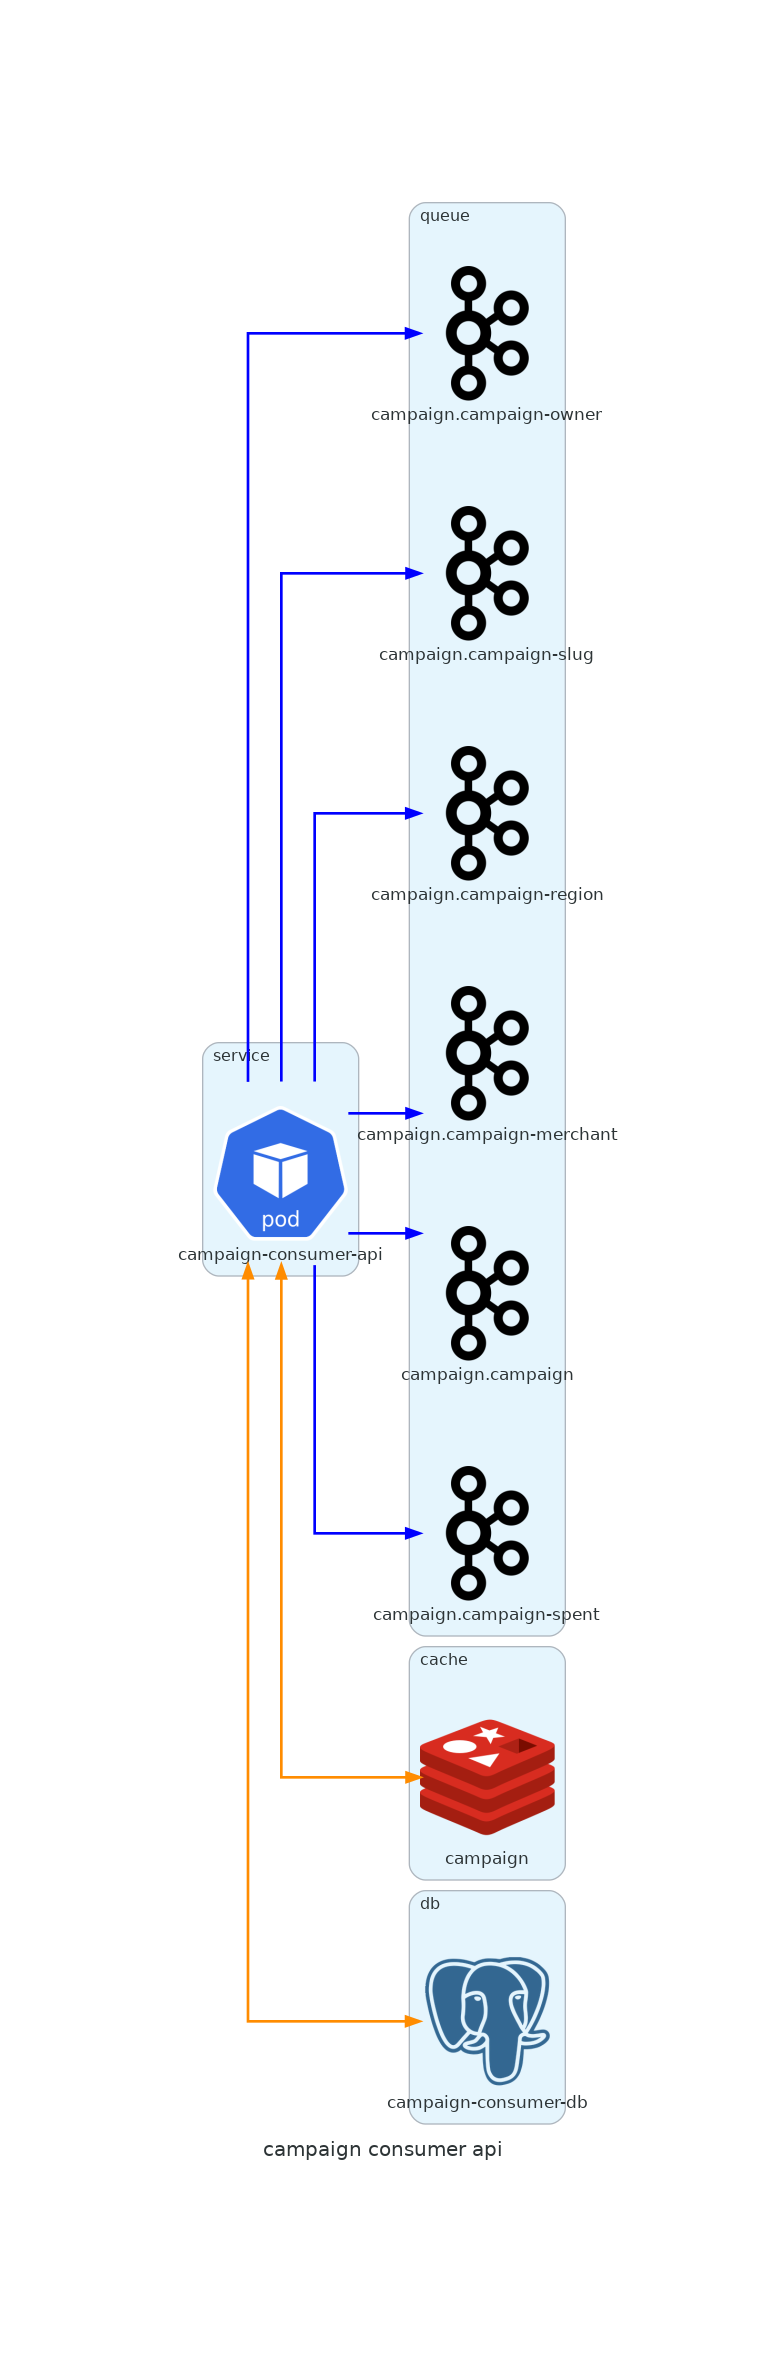 queue
campaign.campaign-owner
campaign.campaign-slug
campaign.campaign-region
service
campaign.campaign-merchant
pod
campaign-consumer-api
campaign.campaign
campaign.campaign-spent
cache
campaign
db
campaign-consumer-db
campaign consumer api